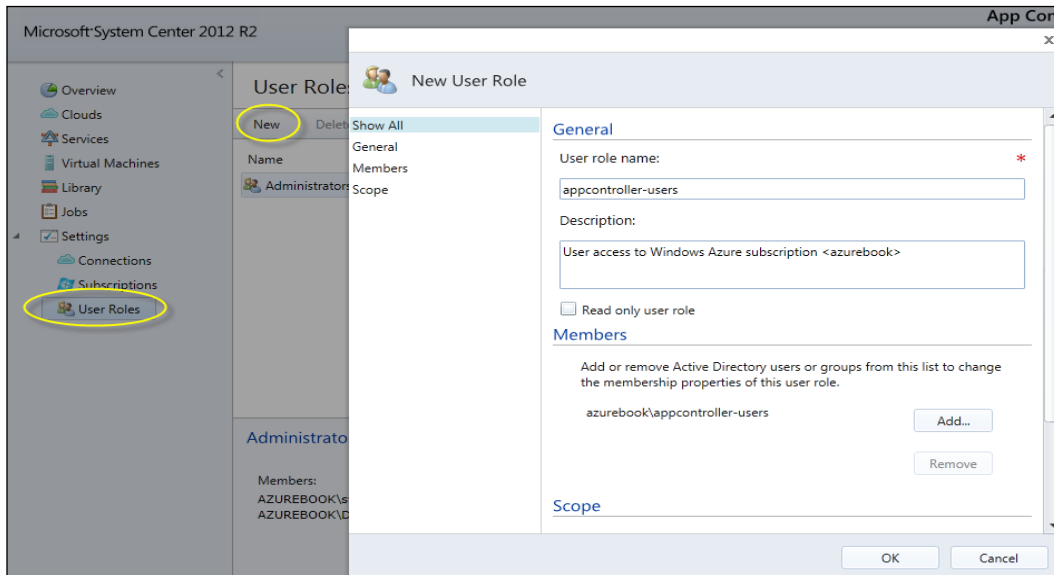 App Con
Microsoft System Center 2012 R2
Overview
Clouds
Services
Virtual Machines
Library
Jobs
Settings
Connections
Subscriptions
User Roles
User Roles
New Delete
Name
Administrators
Administrato
Members:
AZUREBOOK\s
AZUREBOOK\D
x
New User Role
Show All
General
Members
Scope
General
User role name: *
appcontroller-users
Description:
User access to Windows Azure subscription <azurebook>
Read only user role
Members
Add or remove Active Directory users or groups from this list to change
the membership properties of this user role.
azurebook\appcontroller-users
Add...
Remove
Scope
OK Cancel